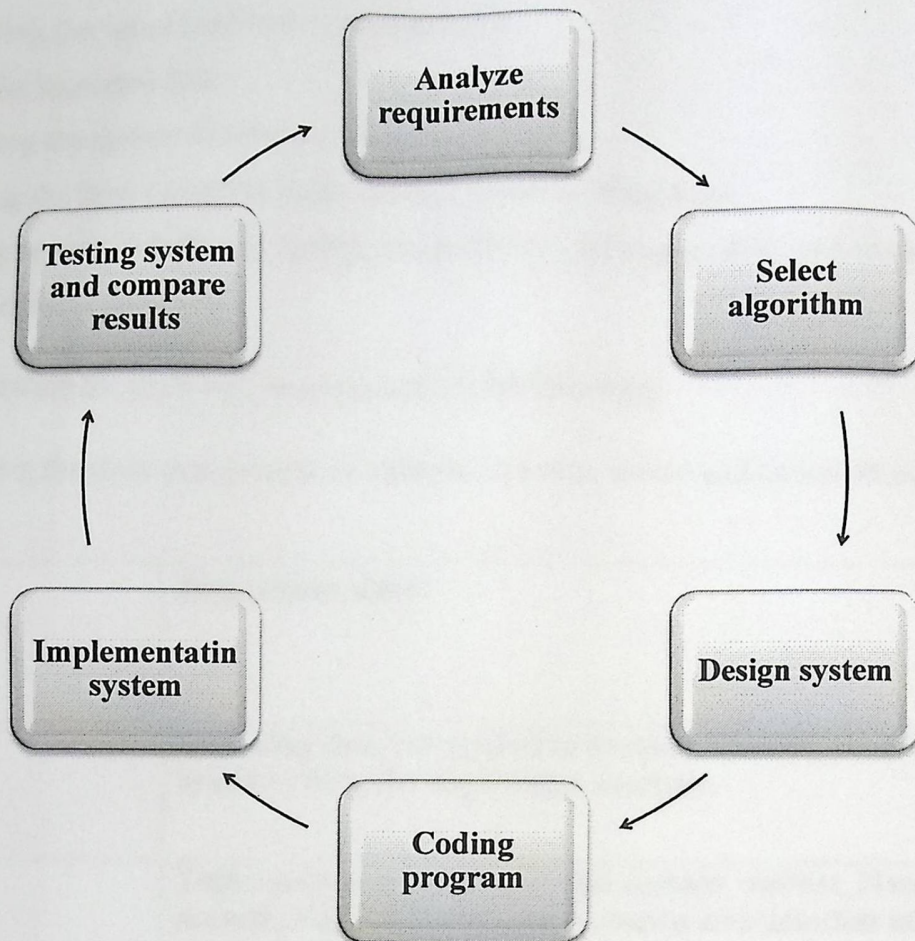 Analyze
requirements
Select
algorithm
Design system
Coding
program
Implementatin
system
Testing system
and compare
results